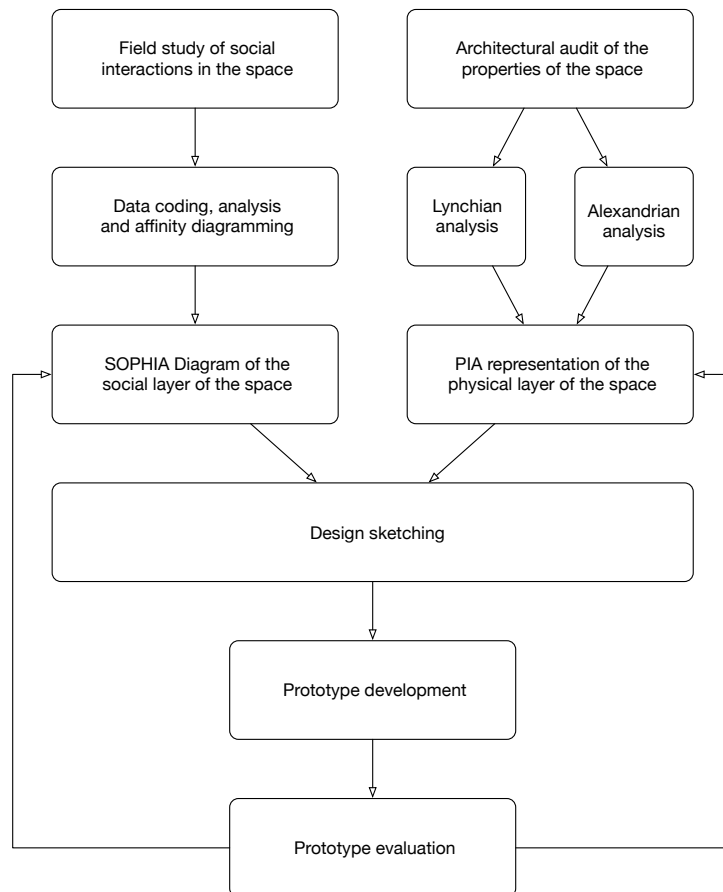 Field study of social
interactions in the space
Architectural audit of the
properties of the space
Data coding, analysis
and affinity diagramming
Lynchian
analysis
Alexandrian
analysis
SOPHIA Diagram of the
social layer of the space
PIA representation of the
physical layer of the space
Design sketching
Prototype development
Prototype evaluation